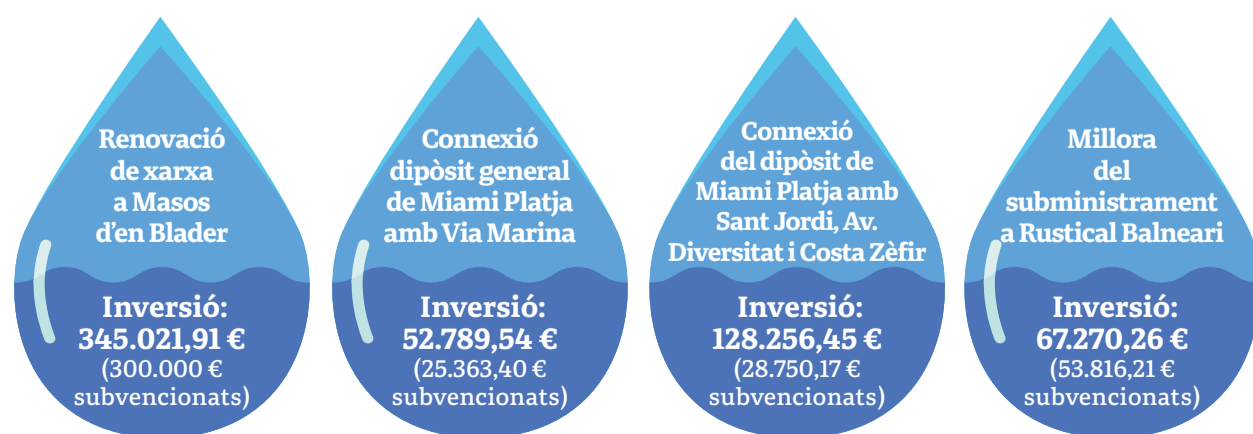 Renovació
de xarxa
a Masos
d'en Blader
Inversió:
345.021,91 €
(300.000 €
subvencionats)
Connexió
dipòsit general
de Miami Platja
amb Via Marina
Inversió:
52.789,54 €
(25.363,40 €
subvencionats)
Connexió
del dipòsit de
Miami Platja amb
Sant Jordi, Av.
Diversitat i Costa Zèfir
Inversió:
128.256,45 €
(28.750,17 €
subvencionats)
Millora
del
subministrament
a Rustical Balneari
Inversió:
67.270,26 €
(53.816,21 €
subvencionats)